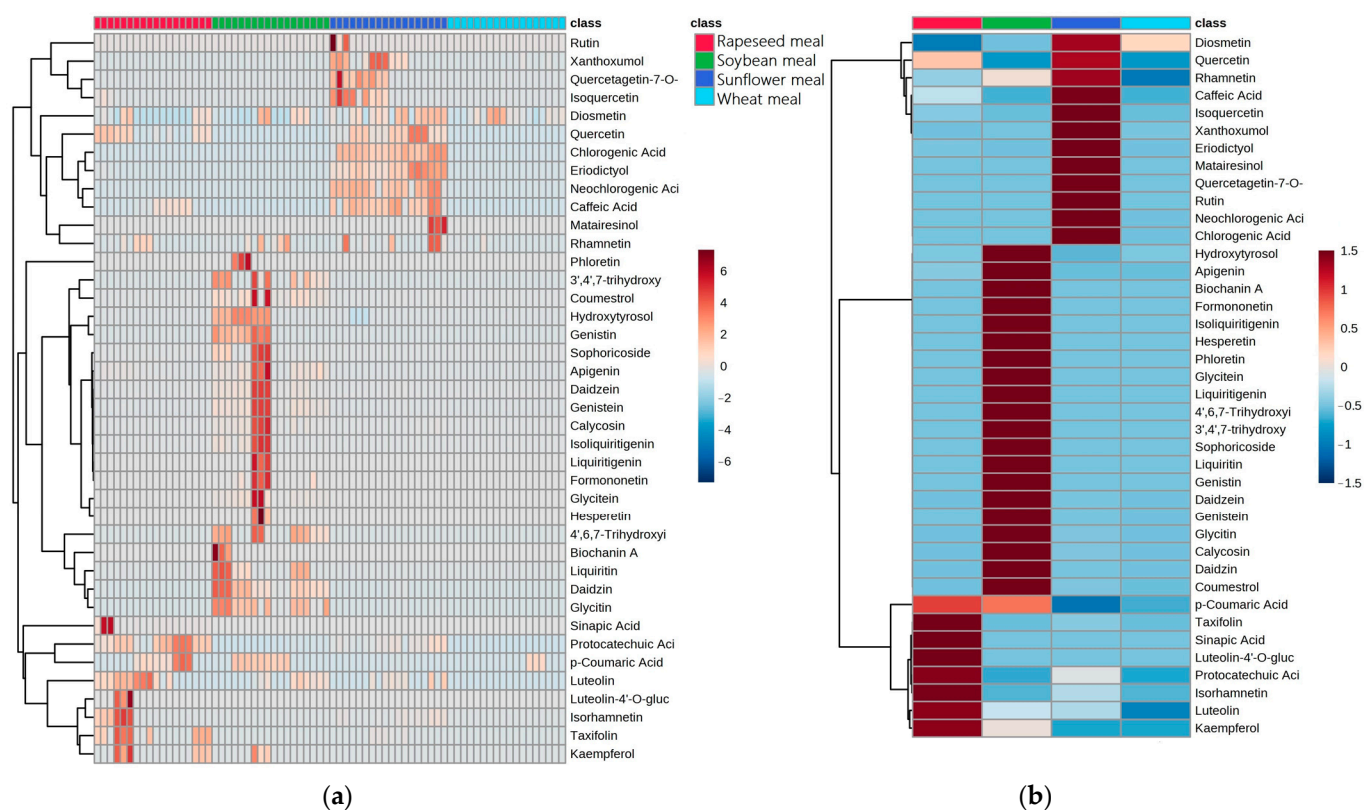 class
Rutin
Xanthoxumol
Quercetagetin-7-O-
Isoquercetin
Diosmetin
Quercetin
Chlorogenic Acid
Eriodictyol
Neochlorogenic Aci
Caffeic Acid
Matairesinol
Rhamnetin
Phloretin
3',4',7-trihydroxy
Coumestrol
Hydroxytyrosol
Genistin
Sophoricoside
Apigenin
Daidzein
Genistein
Calycosin
Isoliquiritigenin
Liquiritigenin
Formononetin
Glycitein
Hesperetin
4',6,7-Trihydroxyi
Biochanin A
Liquiritin
Daidzin
Glycitin
Sinapic Acid
Protocatechuic Aci
p-Coumaric Acid
Luteolin
Luteolin-4'-O-gluc
Isorhamnetin
Taxifolin
Kaempferol
class
Rapeseed meal
Soybean meal
Sunflower meal
Wheat meal
6
4
2
0
−2
−4
−6
(a)
class
Diosmetin
Quercetin
Rhamnetin
Caffeic Acid
Isoquercetin
Xanthoxumol
Eriodictyol
Matairesinol
Quercetagetin-7-O-
Rutin
Neochlorogenic Aci
Chlorogenic Acid
Hydroxytyrosol
Apigenin
Biochanin A
Formononetin
Isoliquiritigenin
Hesperetin
Phloretin
Glycitein
Liquiritigenin
4',6,7-Trihydroxyi
3',4',7-trihydroxy
Sophoricoside
Liquiritin
Genistin
Daidzein
Genistein
Glycitin
Calycosin
Daidzin
Coumestrol
p-Coumaric Acid
Taxifolin
Sinapic Acid
Luteolin-4'-O-gluc
Protocatechuic Aci
Isorhamnetin
Luteolin
Kaempferol
1.5
1
0.5
0
−0.5
−1
−1.5
(b)